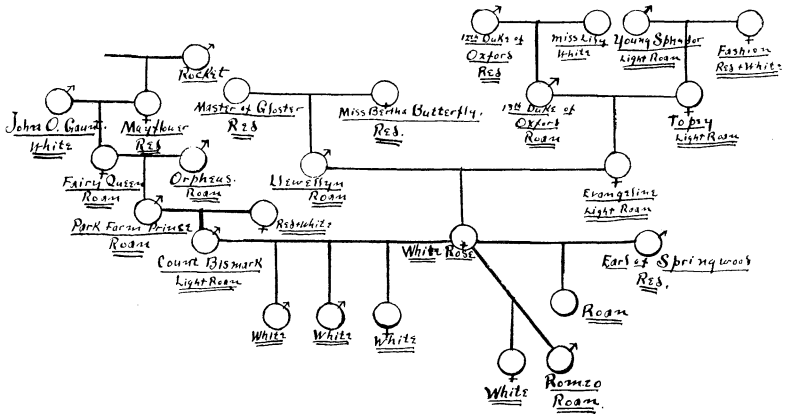 12th Duke of
Oxford
Red
Miss Lily
White
Young Sphador
Light Roan
Fashion
Red + White
Rocket
Master of Gloster
Red
Miss Bertha Butterfly.
Red.
13th Duke of
Oxford
Roan
Topsy
Light Roan
John O. Gaunt.
White
Mayflower
Red
Fairy Queen
Roan
Orpheus.
Roan
Llewellyn
Roan
Evangeline
Light Roan
Park Farm Prince
Roan
Red + White
Count Bismark
Light Roan
White Rose
Earl of Springwood
Red.
White
White
White
Roan
White
Romeo
Roan.